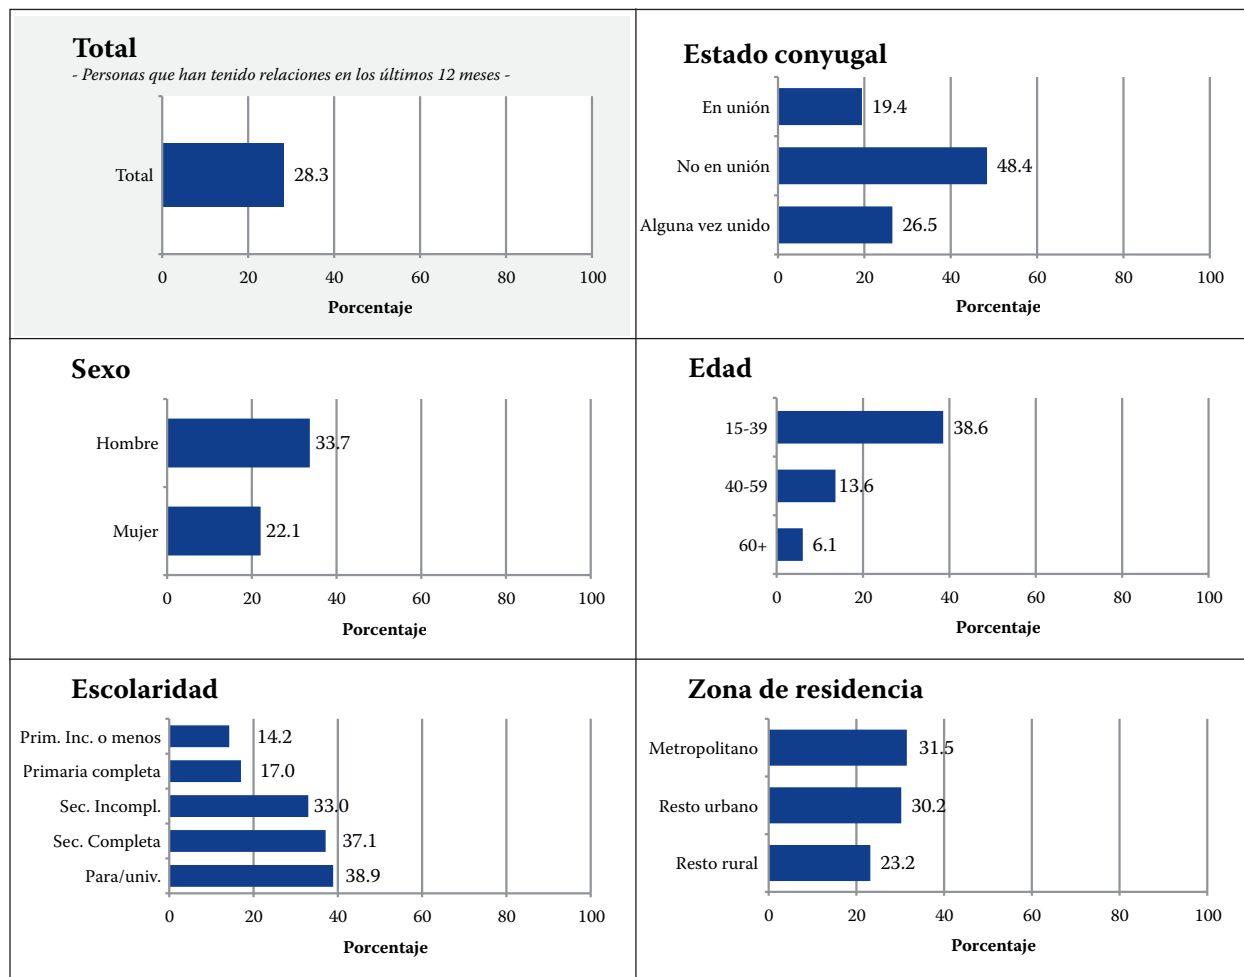 Total
- Personas que han tenido relaciones en los últimos 12 meses -
Total
28.3
0 20 40 60 80 100
Porcentaje
Estado conyugal
En unión 19.4
No en unión 48.4
Alguna vez unido 26.5
0 20 40 60 80 100
Porcentaje
Sexo
Hombre 33.7
Mujer 22.1
0 20 40 60 80 100
Porcentaje
Edad
15-39 38.6
40-59 13.6
60+ 6.1
0 20 40 60 80 100
Porcentaje
Escolaridad
Prim. Inc. o menos 14.2
Primaria completa 17.0
Sec. Incompl. 33.0
Sec. Completa 37.1
Para/univ. 38.9
0 20 40 60 80 100
Porcentaje
Zona de residencia
Metropolitano 31.5
Resto urbano 30.2
Resto rural 23.2
0 20 40 60 80 100
Porcentaje